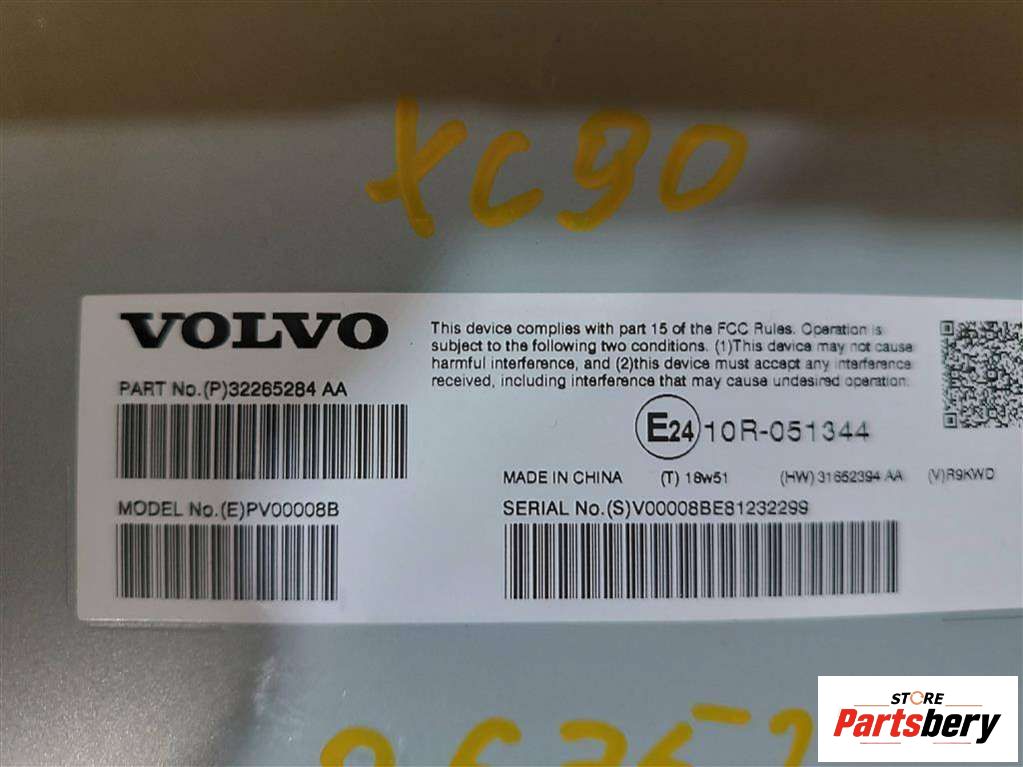 XC90
VOLVO
This device complies with part 15 of the FCC Rules. Operation is
subject to the following two conditions. (1)This device may not cause
harmful interference, and (2)this device must accept any interference
received, including interference that may cause undesired operation.
PART No.(P)32265284 AA
E24 10R-051344
MADE IN CHINA (T) 18w51 (HW) 31652394 AA (V)R9KWD
MODEL No.(E)PV00008B
SERIAL No.(S)V00008BE81232299
STORE
Partsbery